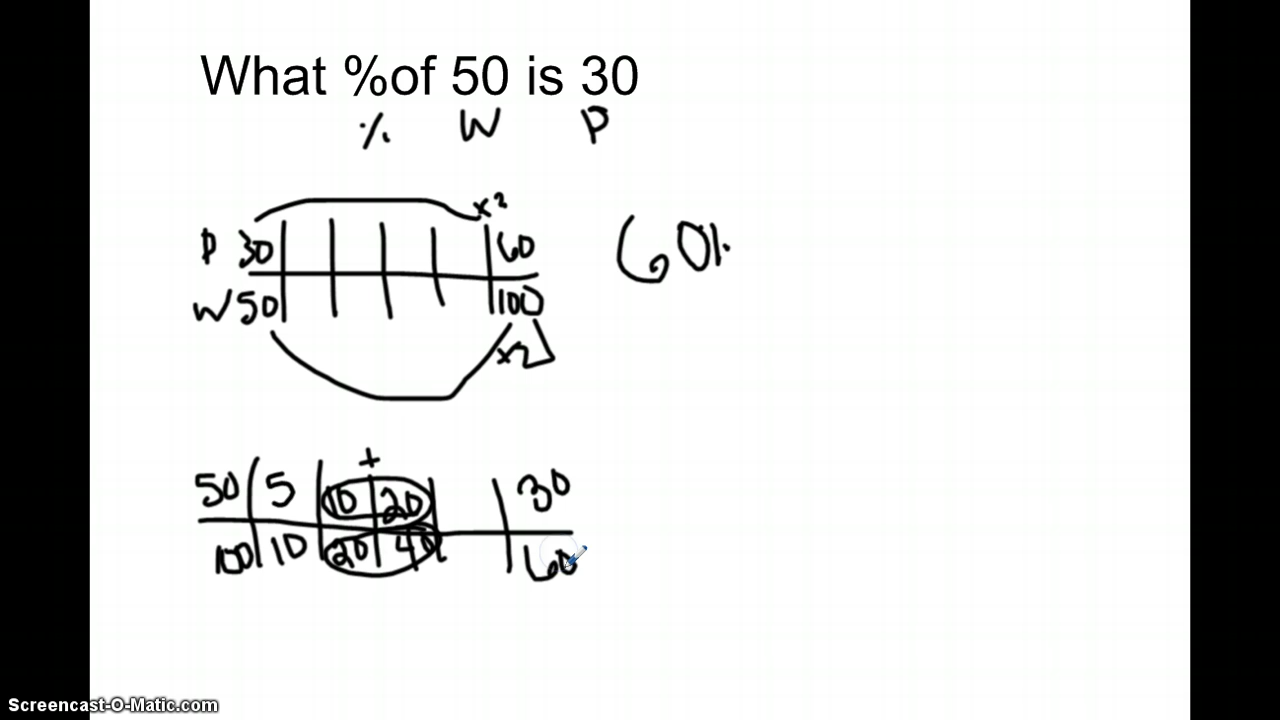 What %of 50 is 30
% W P
x2
P 30 60
60%
W 50 100
x2
+
50 5 10 20 30
100 10 20 40 60
Screencast-O-Matic.com